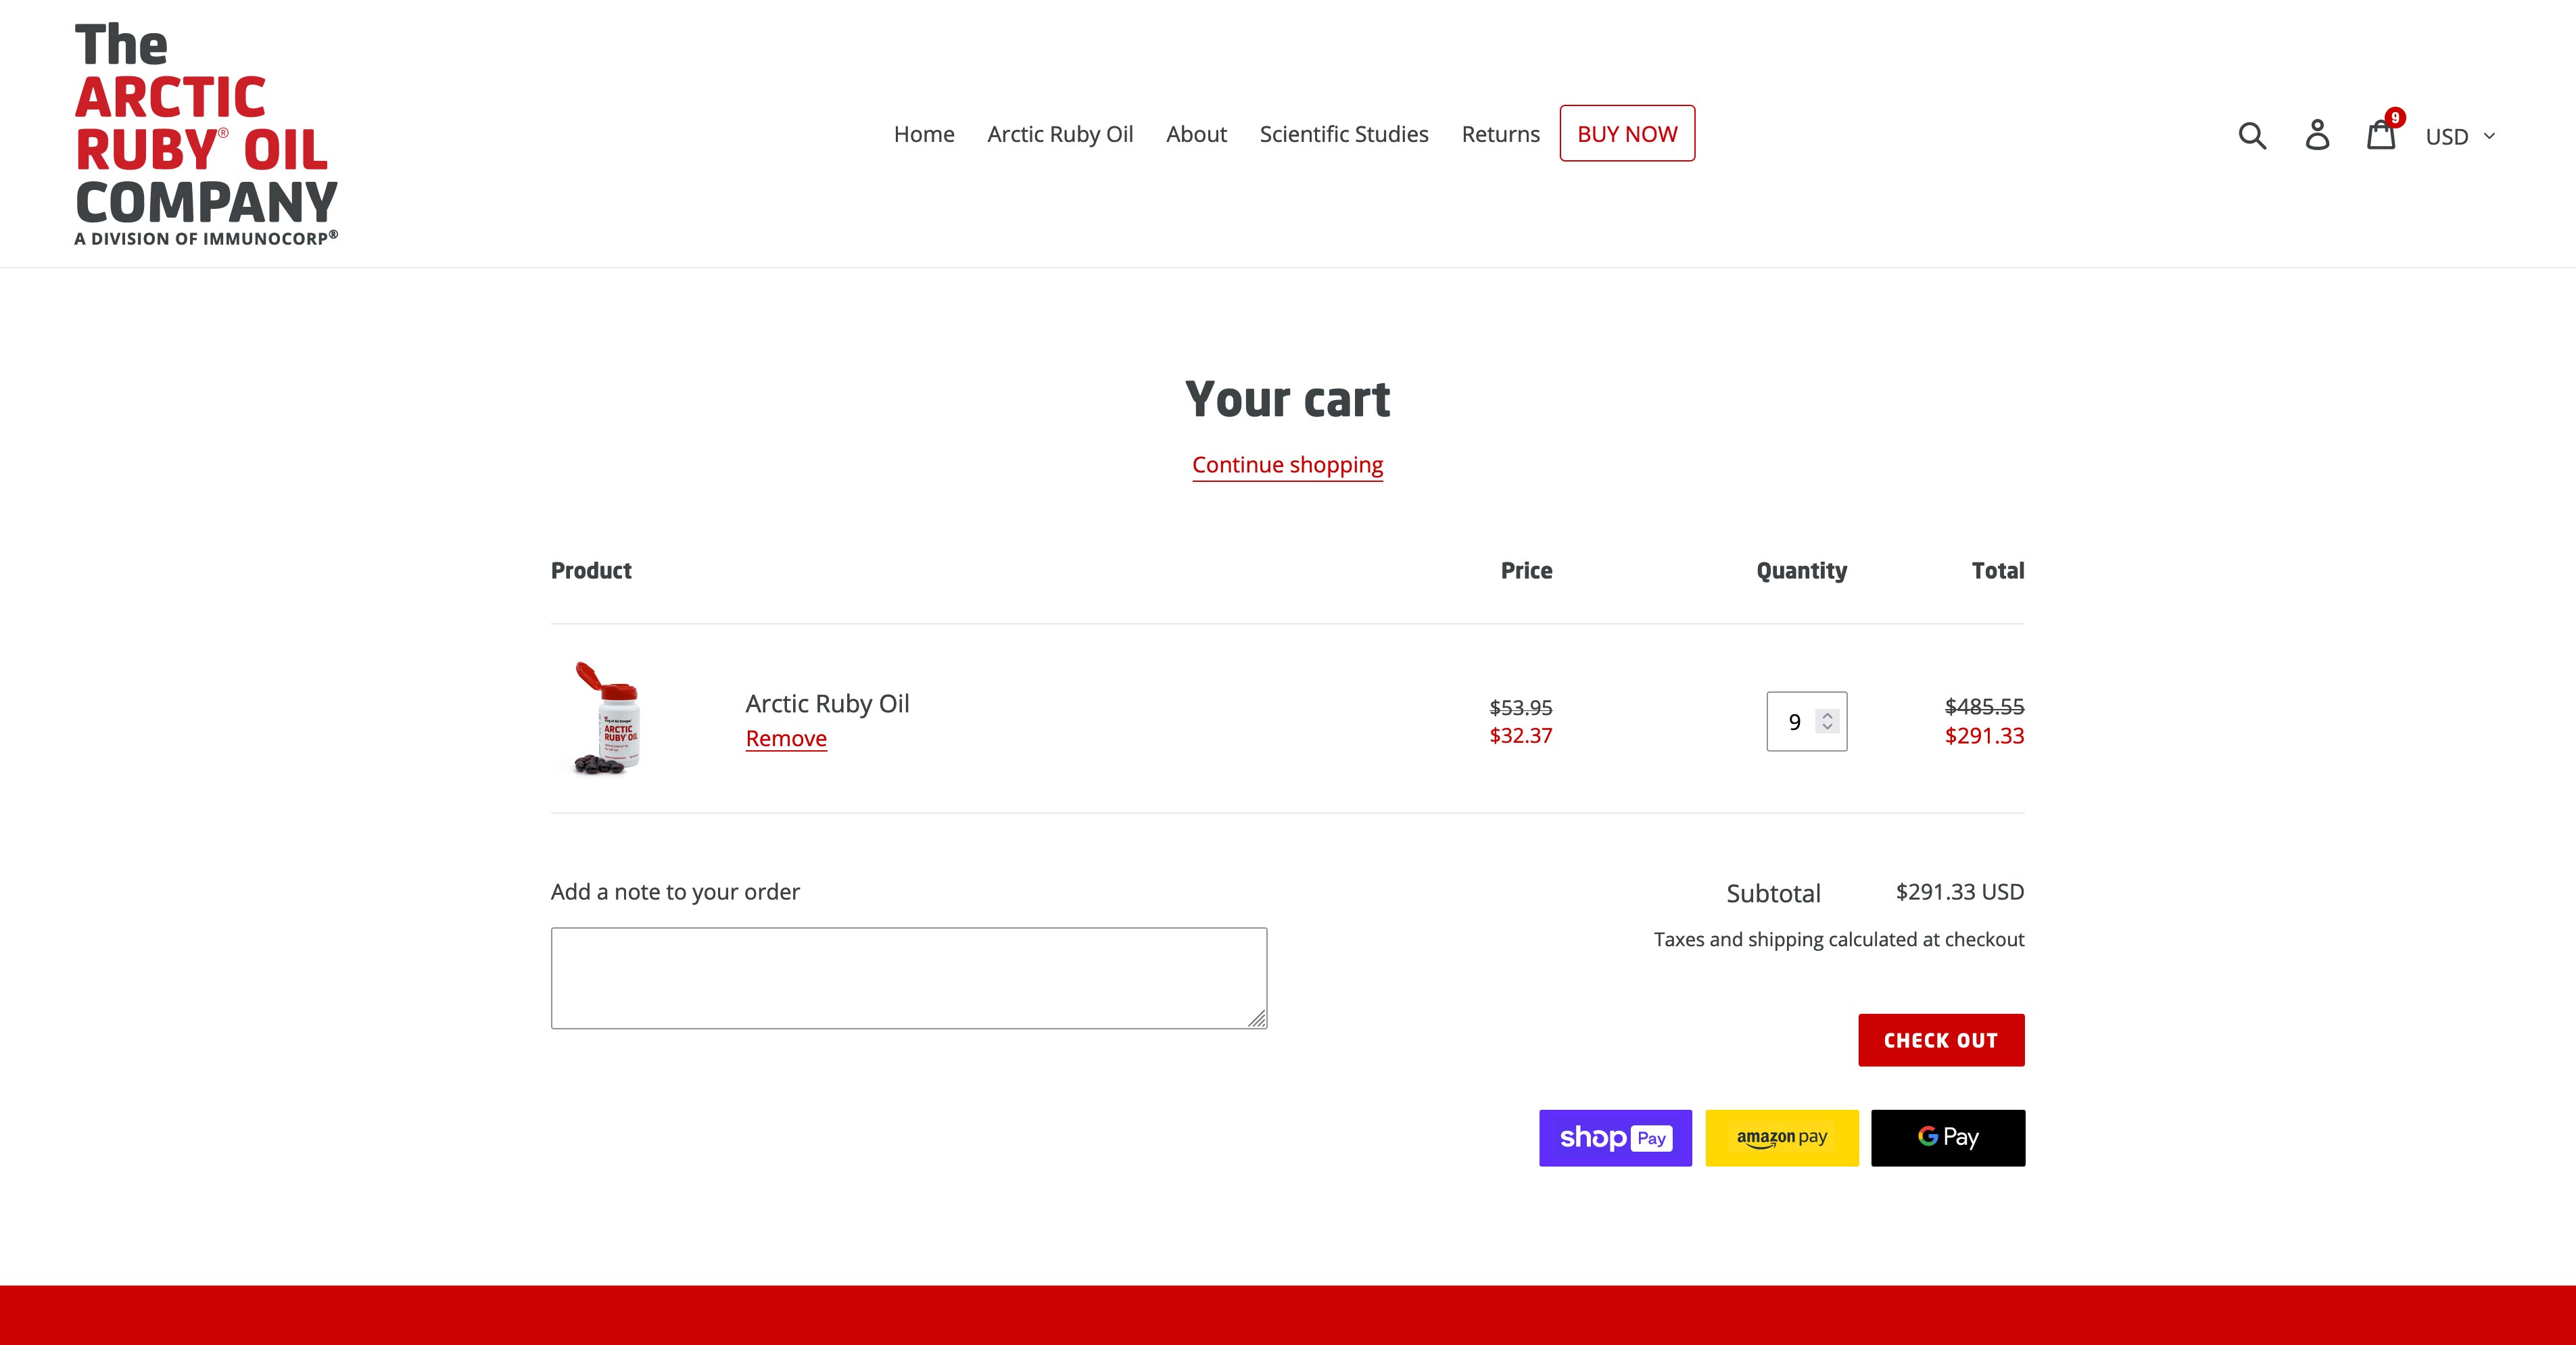 The
ARCTIC
RUBY® OIL
COMPANY
A DIVISION OF IMMUNOCORP®
Home Arctic Ruby Oil About Scientific Studies Returns BUY NOW
9
USD
Your cart
Continue shopping
Product Price Quantity Total
ARCTIC
RUBY OIL
Arctic Ruby Oil
Remove
$53.95
$32.37
9
$485.55
$291.33
Add a note to your order
Subtotal $291.33 USD
Taxes and shipping calculated at checkout
CHECK OUT
shop Pay
amazon pay
G Pay